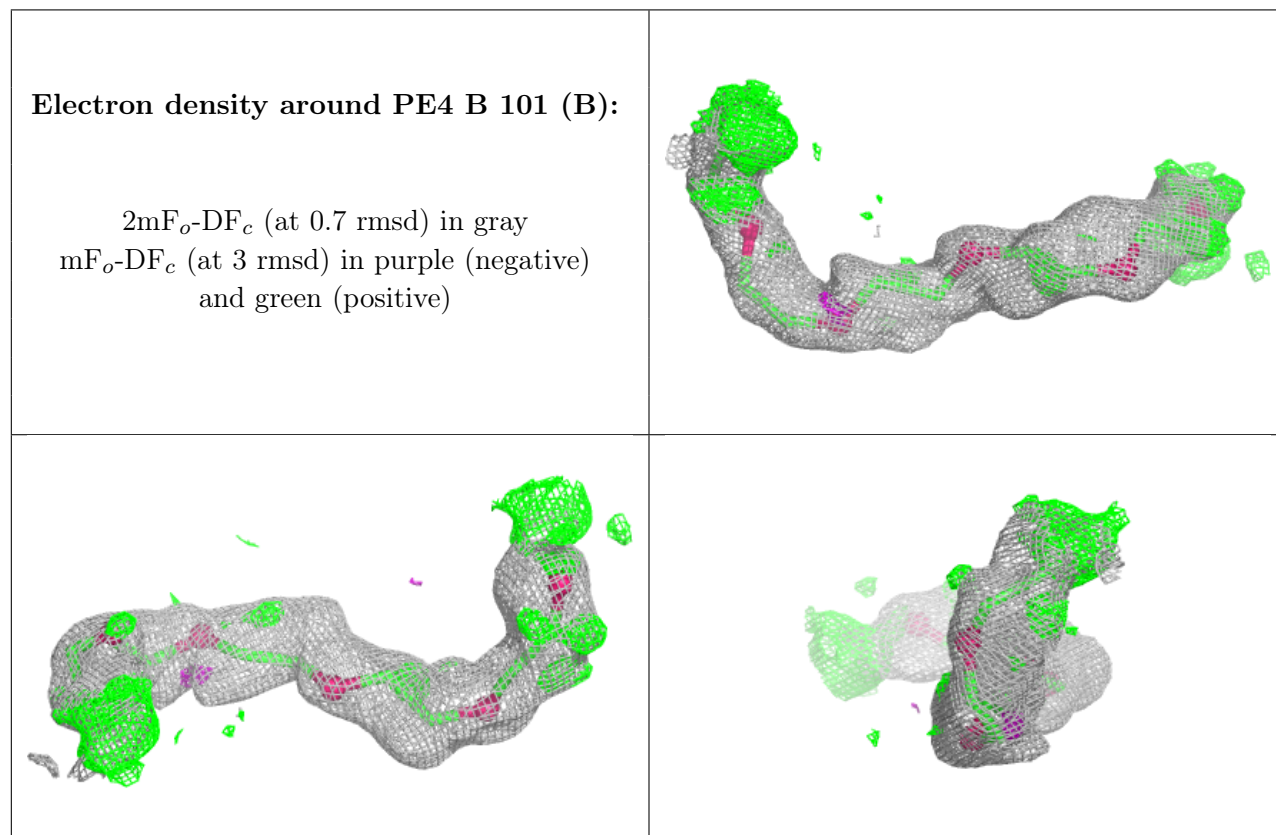 Electron density around PE4 B 101 (B):
2mFo-DFc (at 0.7 rmsd) in gray
mFo-DFc (at 3 rmsd) in purple (negative)
and green (positive)